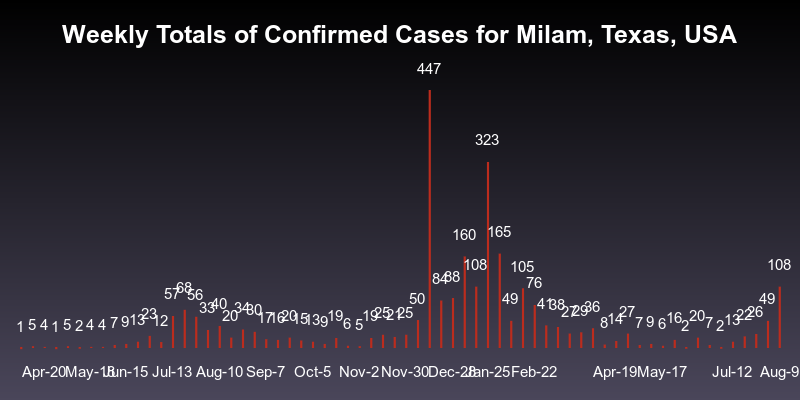 Weekly Totals of Confirmed Cases for Milam, Texas, USA
447
323
160 165
108 105 108
84 88 76
57 68 56 50 49 49
33 40 34 30 41 38 27 29 36 27
1 5 4 1 5 2 4 4 7 9 13 23 12 20 17 16 20 15 13 9 19 6 5 19 25 21 25 8 14 7 9 6 16 2 20 7 2 13 22 26
Apr-20 May-18 Jun-15 Jul-13 Aug-10 Sep-7 Oct-5 Nov-2 Nov-30 Dec-28 Jan-25 Feb-22 Apr-19 May-17 Jul-12 Aug-9